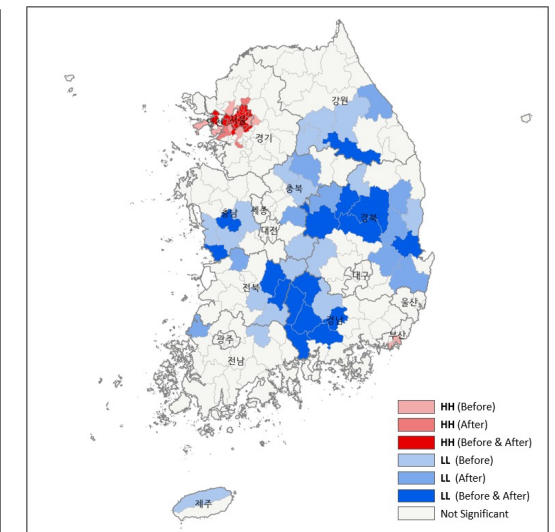 강원
서울
경기
충북
충남
세종
경북
대전
대구
전북
울산
경남
부산
광주
전남
제주
HH (Before)
HH (After)
HH (Before & After)
LL (Before)
LL (After)
LL (Before & After)
Not Significant